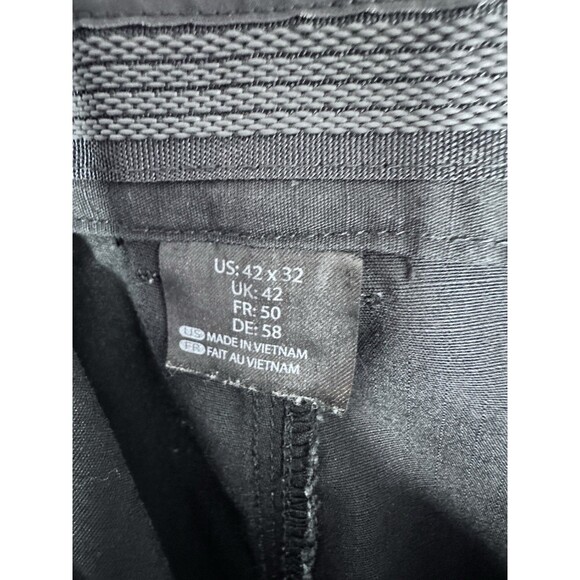 US: 42 x 32
UK: 42
FR: 50
DE: 58
US MADE IN VIETNAM
FR FAIT AU VIETNAM